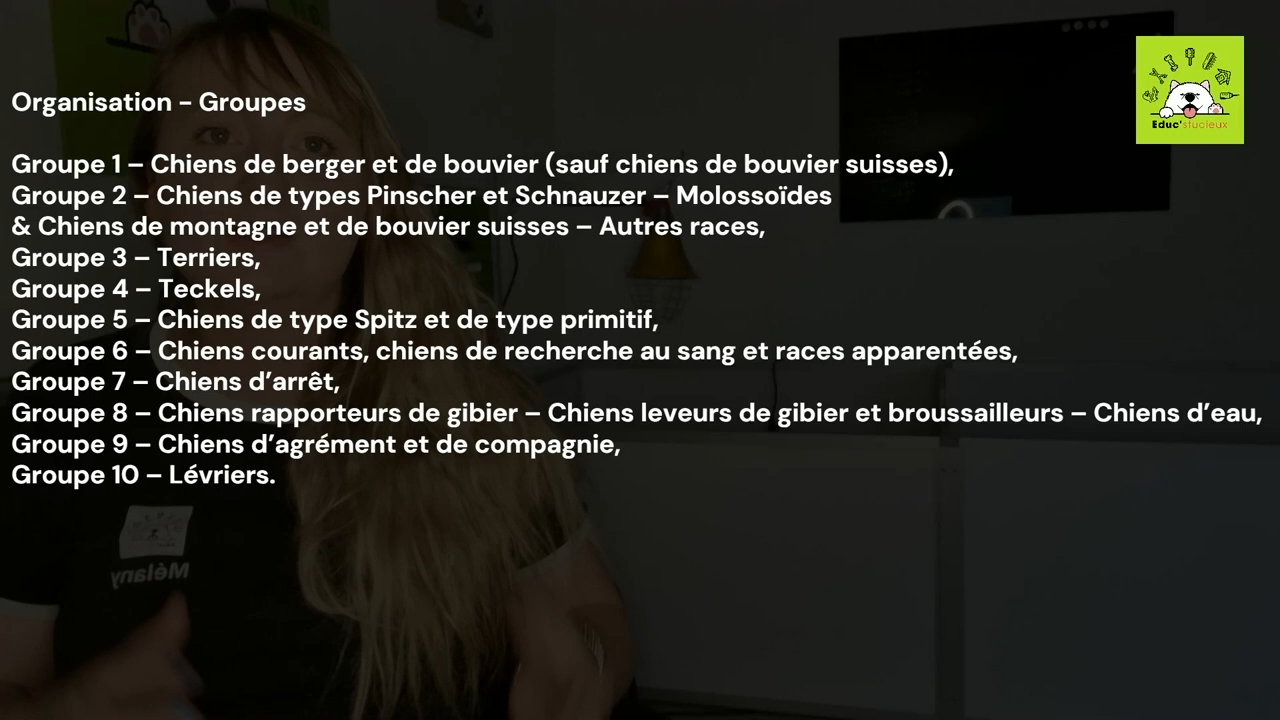 Organisation - Groupes
Groupe 1 – Chiens de berger et de bouvier (sauf chiens de bouvier suisses),
Groupe 2 – Chiens de types Pinscher et Schnauzer – Molossoïdes
& Chiens de montagne et de bouvier suisses – Autres races,
Groupe 3 – Terriers,
Groupe 4 – Teckels,
Groupe 5 – Chiens de type Spitz et de type primitif,
Groupe 6 – Chiens courants, chiens de recherche au sang et races apparentées,
Groupe 7 – Chiens d’arrêt,
Groupe 8 – Chiens rapporteurs de gibier – Chiens leveurs de gibier et broussailleurs – Chiens d’eau,
Groupe 9 – Chiens d’agrément et de compagnie,
Groupe 10 – Lévriers.
Educ'stucieux
Mélany